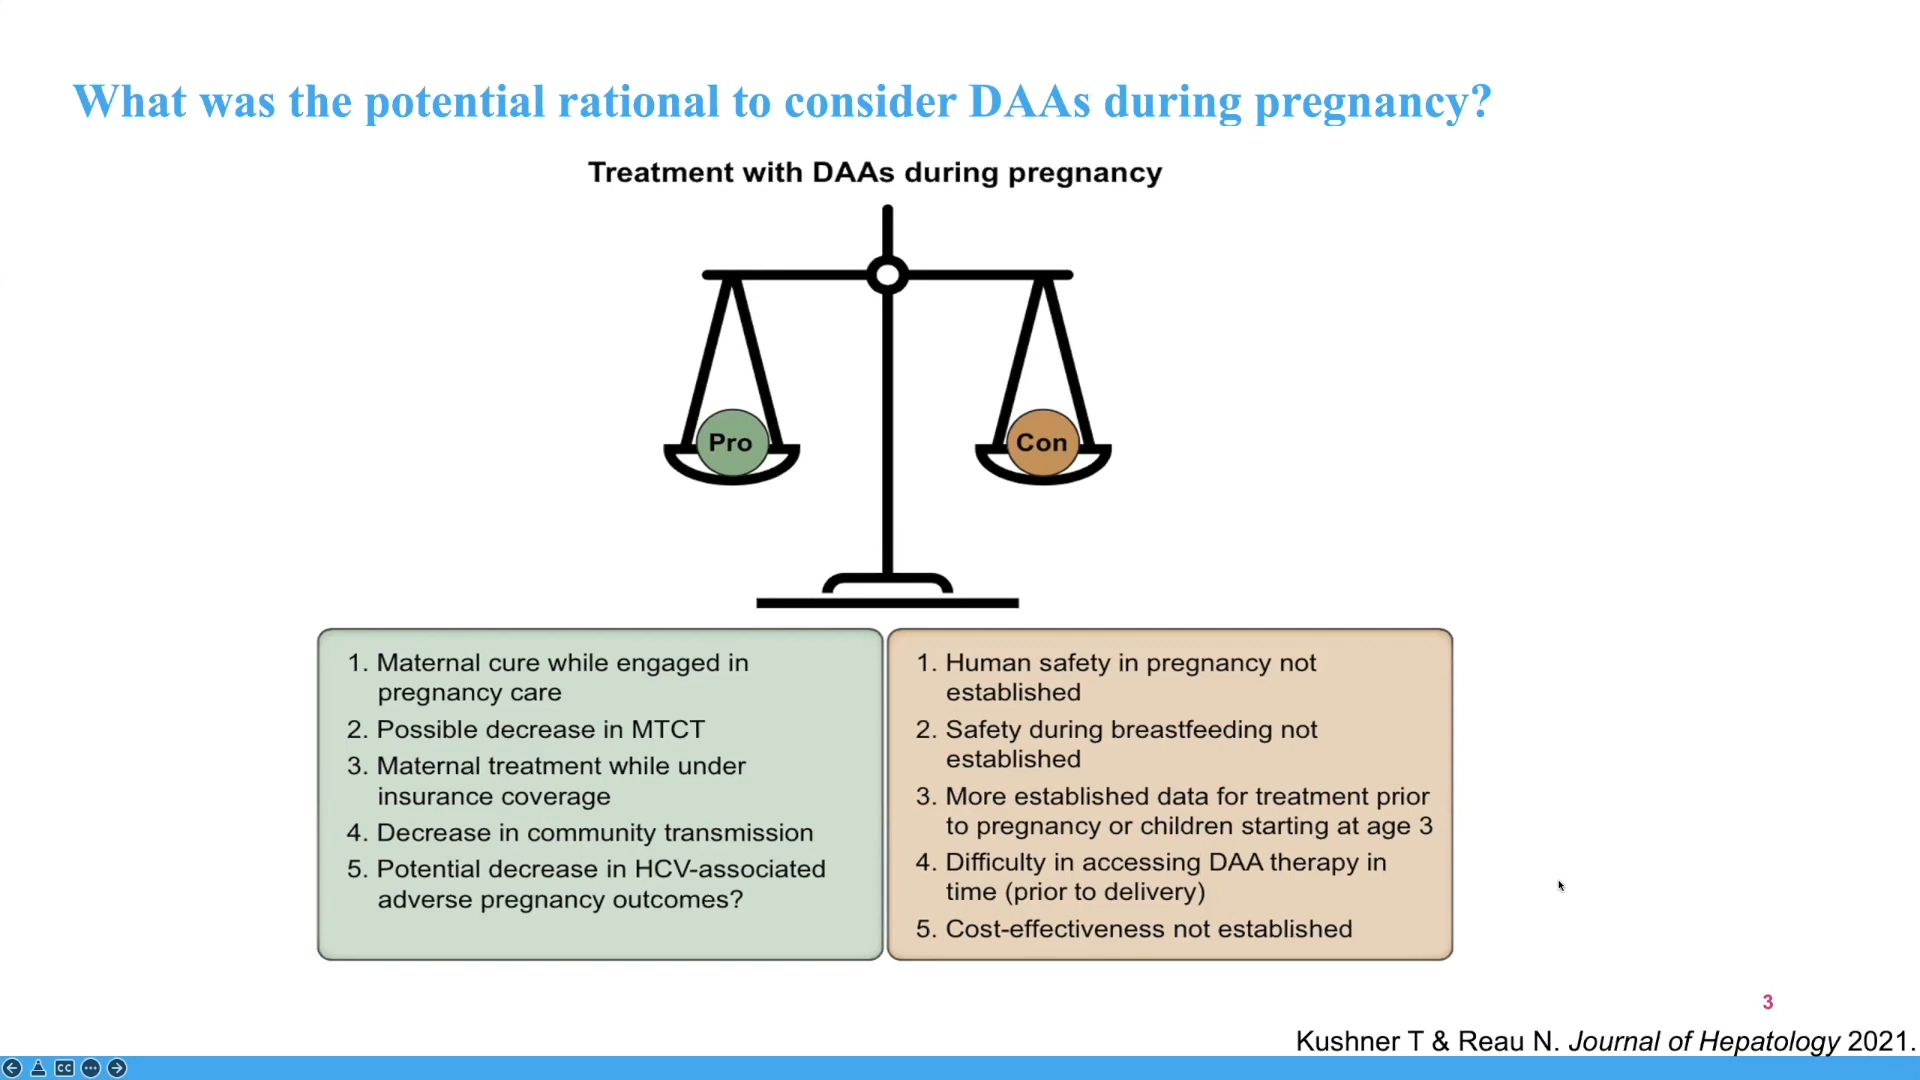 What was the potential rational to consider DAAs during pregnancy?
Treatment with DAAs during pregnancy
Pro
Con
1. Maternal cure while engaged in
pregnancy care
2. Possible decrease in MTCT
3. Maternal treatment while under
insurance coverage
4. Decrease in community transmission
5. Potential decrease in HCV-associated
adverse pregnancy outcomes?
1. Human safety in pregnancy not
established
2. Safety during breastfeeding not
established
3. More established data for treatment prior
to pregnancy or children starting at age 3
4. Difficulty in accessing DAA therapy in
time (prior to delivery)
5. Cost-effectiveness not established
3
Kushner T & Reau N. Journal of Hepatology 2021.
CC